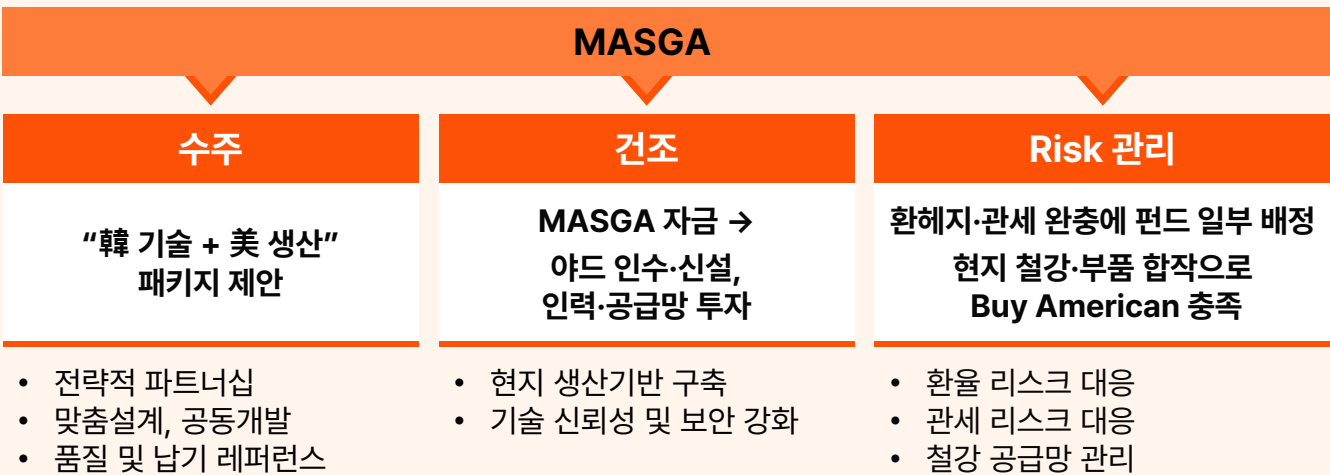 MASGA
수주
“韓 기술 + 美 생산”
패키지 제안
• 전략적 파트너십
• 맞춤설계, 공동개발
• 품질 및 납기 레퍼런스
건조
MASGA 자금 →
야드 인수·신설,
인력·공급망 투자
• 현지 생산기반 구축
• 기술 신뢰성 및 보안 강화
Risk 관리
환헤지·관세 완충에 펀드 일부 배정
현지 철강·부품 합작으로
Buy American 충족
• 환율 리스크 대응
• 관세 리스크 대응
• 철강 공급망 관리